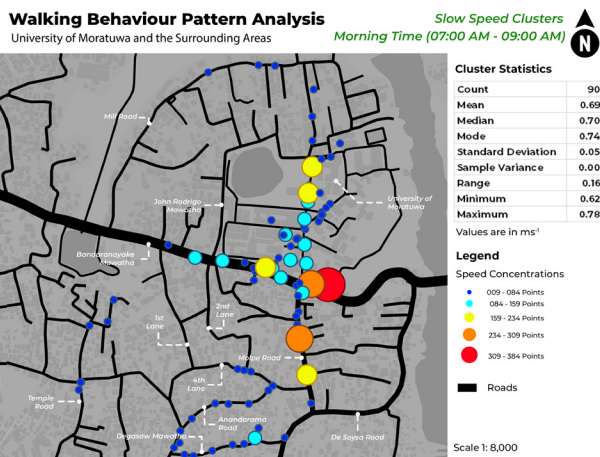 Walking Behaviour Pattern Analysis
University of Moratuwa and the Surrounding Areas
Slow Speed Clusters
Morning Time (07:00 AM - 09:00 AM)
N
Mill Road
John Rodrigo
Mawatha
University of
Moratuwa
Bandaranayake
Mawatha
2nd
Lane
1st
Lane
Molpe Road
4th
Lane
Temple
Road
Anandarama
Road
Degasaw Mawatha
De Soysa Road
Cluster Statistics
Count 90
Mean 0.69
Median 0.70
Mode 0.74
Standard Deviation 0.05
Sample Variance 0.00
Range 0.16
Minimum 0.62
Maximum 0.78
Values are in ms-1
Legend
Speed Concentrations
009 - 084 Points
084 - 159 Points
159 - 234 Points
234 - 309 Points
309 - 384 Points
Roads
Scale 1: 8,000